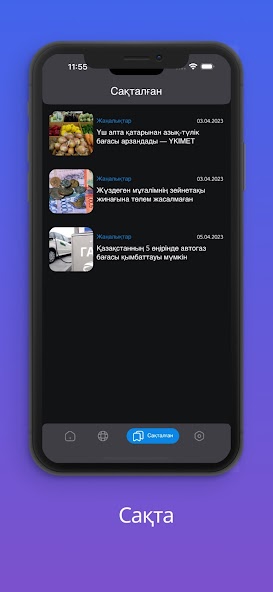 11:55
Сақталған
Жаңалықтар 03.04.2023
Үш апта қатарынан азық-түлік
бағасы арзандады — ҮКІМЕТ
Жаңалықтар 03.04.2023
Жүздеген мұғалімнің зейнетақы
жинағына төлем жасалмаған
Жаңалықтар 05.04.2023
Қазақстанның 5 өңірінде автогаз
бағасы қымбаттауы мүмкін
Сақталған
Сақта